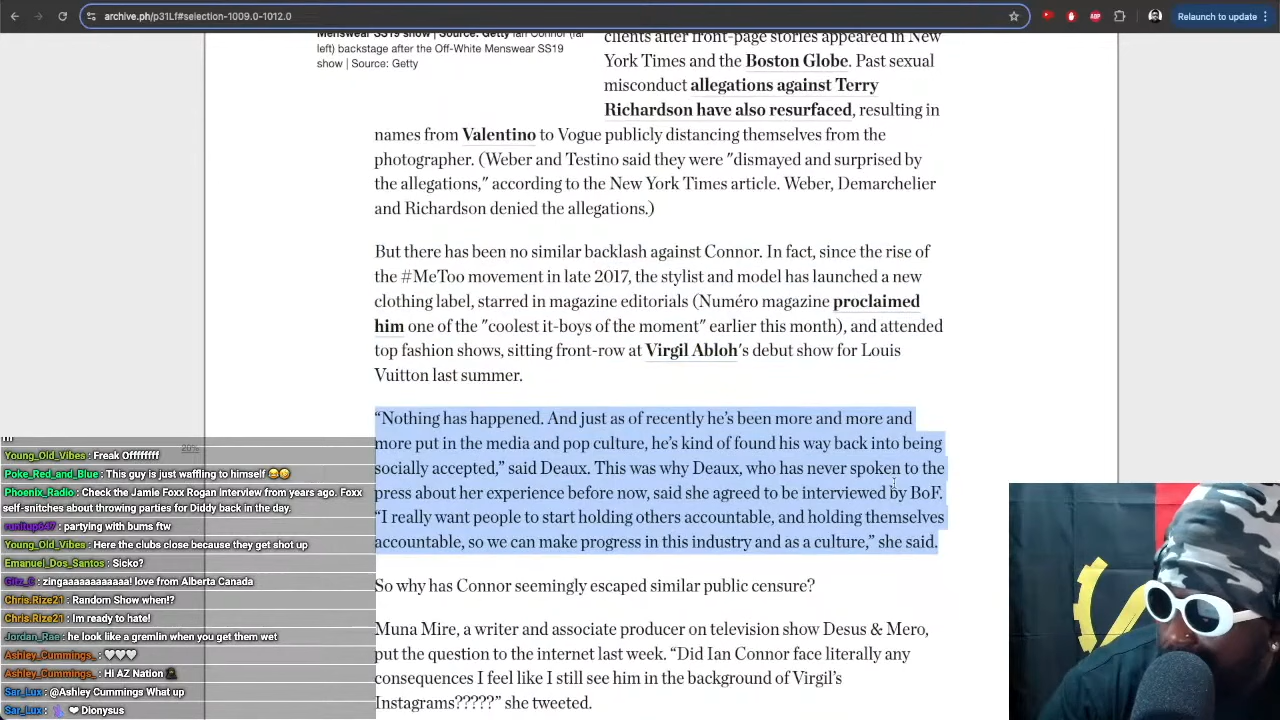 archive.ph/p31Lf#selection-1009.0-1012.0
Relaunch to update
Menswear SS19 show | Source: Getty Ian Connor (far
left) backstage after the Off-White Menswear SS19
show | Source: Getty
clients after front-page stories appeared in New
York Times and the Boston Globe. Past sexual
misconduct allegations against Terry
Richardson have also resurfaced, resulting in
names from Valentino to Vogue publicly distancing themselves from the
photographer. (Weber and Testino said they were "dismayed and surprised by
the allegations," according to the New York Times article. Weber, Demarchelier
and Richardson denied the allegations.)
But there has been no similar backlash against Connor. In fact, since the rise of
the #MeToo movement in late 2017, the stylist and model has launched a new
clothing label, starred in magazine editorials (Numéro magazine proclaimed
him one of the "coolest it-boys of the moment" earlier this month), and attended
top fashion shows, sitting front-row at Virgil Abloh's debut show for Louis
Vuitton last summer.
“Nothing has happened. And just as of recently he’s been more and more and
more put in the media and pop culture, he’s kind of found his way back into being
socially accepted,” said Deaux. This was why Deaux, who has never spoken to the
press about her experience before now, said she agreed to be interviewed by BoF.
“I really want people to start holding others accountable, and holding themselves
accountable, so we can make progress in this industry and as a culture,” she said.
So why has Connor seemingly escaped similar public censure?
Muna Mire, a writer and associate producer on television show Desus & Mero,
put the question to the internet last week. “Did Ian Connor face literally any
consequences I feel like I still see him in the background of Virgil’s
Instagrams?????” she tweeted.
20%
Young_Old_Vibes : Freak Offfffff
Poke_Red_and_Blue : This guy is just waffling to himself 😂🤣
Phoenix_Radio : Check the Jamie Foxx Rogan interview from years ago. Foxx
self-snitches about throwing parties for Diddy back in the day.
runitup647 : partying with bums ftw
Young_Old_Vibes : Here the clubs close because they get shot up
Emanuel_Dos_Santos : Sicko?
: zingaaaaaaaaaaaa! love from Alberta Canada
Chris.Rize21 : Random Show when!?
Chris.Rize21 : Im ready to hate!
Jordan_Rae : he look like a gremlin when you get them wet
Ashley_Cummings_ : 🤍🤍🤍
Ashley_Cummings_ : Hi AZ Nation
Sar_Lux : @Ashley Cummings What up
Sar_Lux : ❤ Dionysus